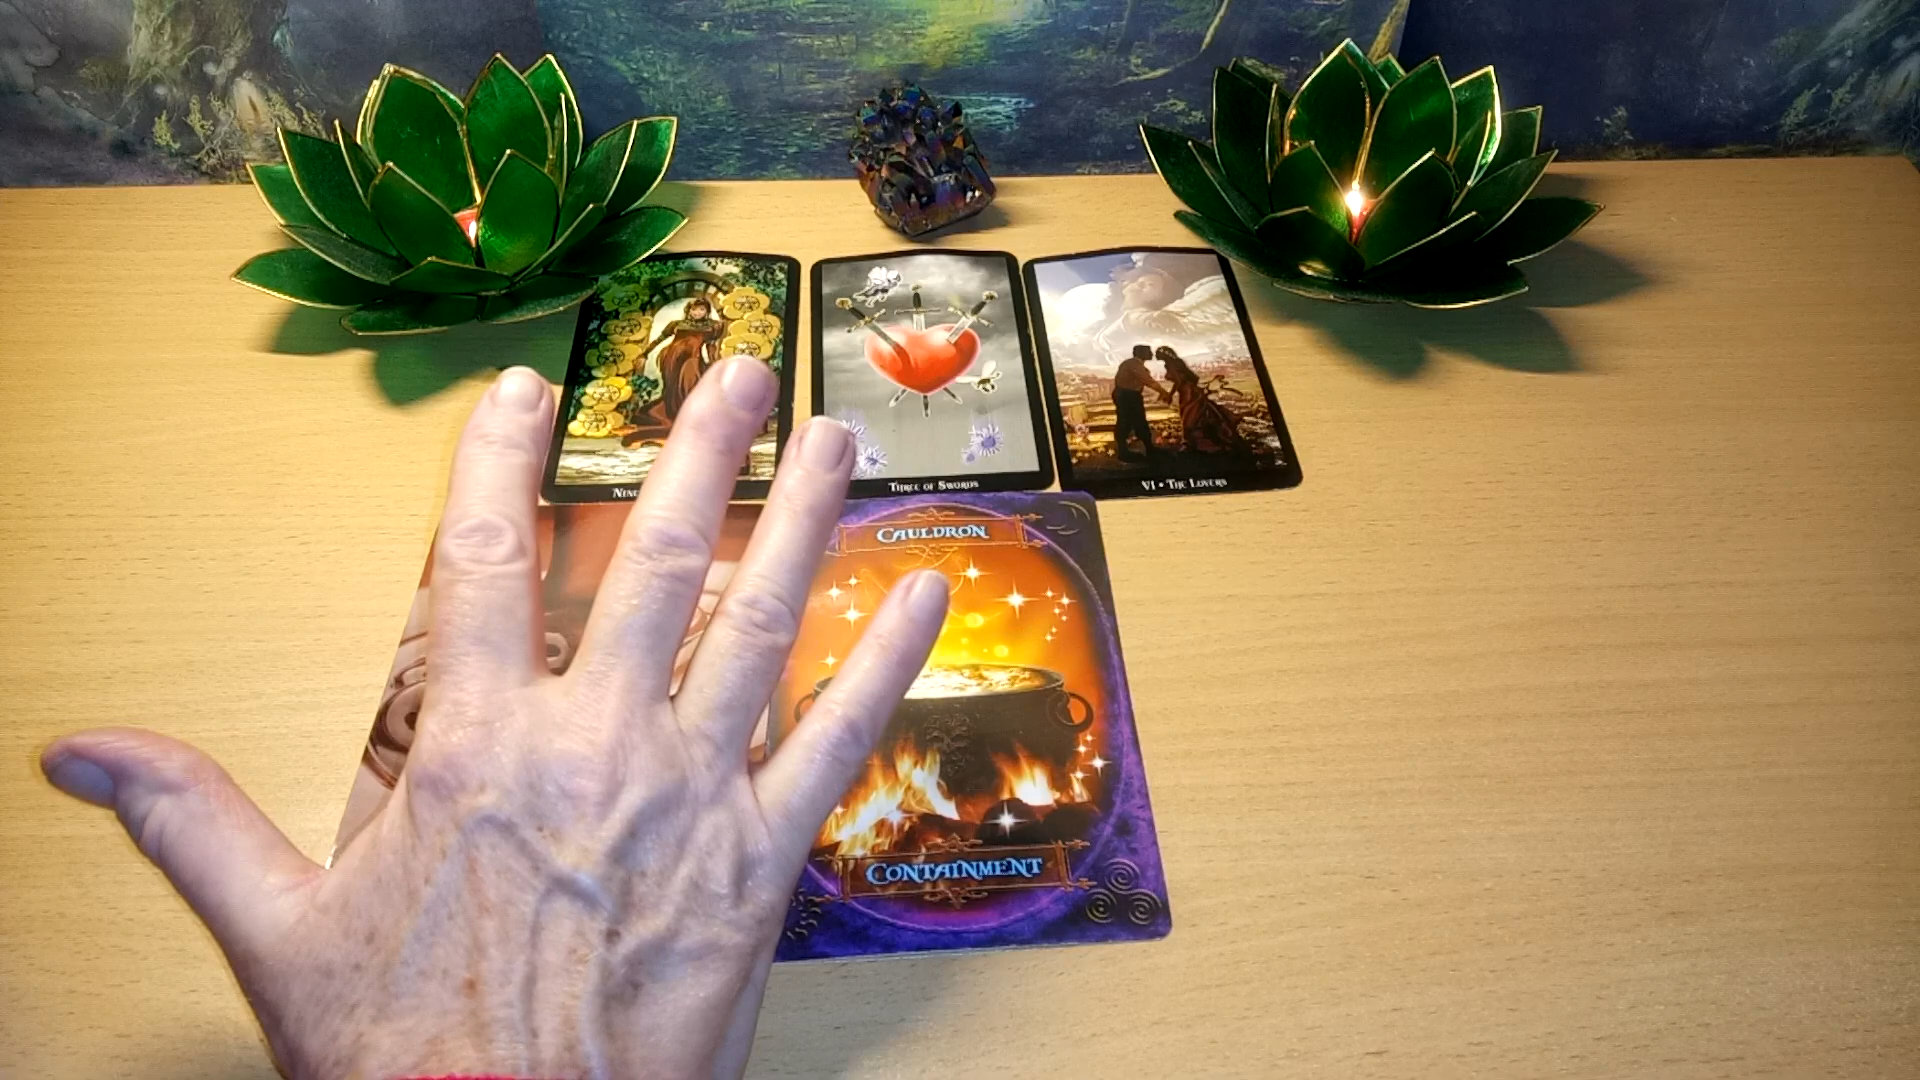 Three of Swords
VI • The Lovers
Cauldron
Containment